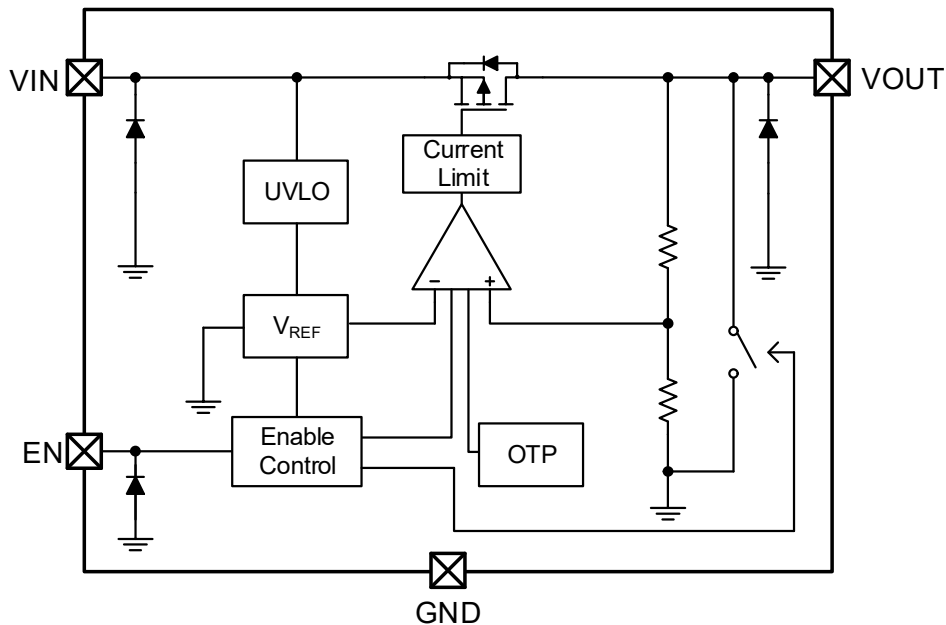 VIN
VOUT
Current
Limit
UVLO
− +
VREF
EN
Enable
Control
OTP
GND